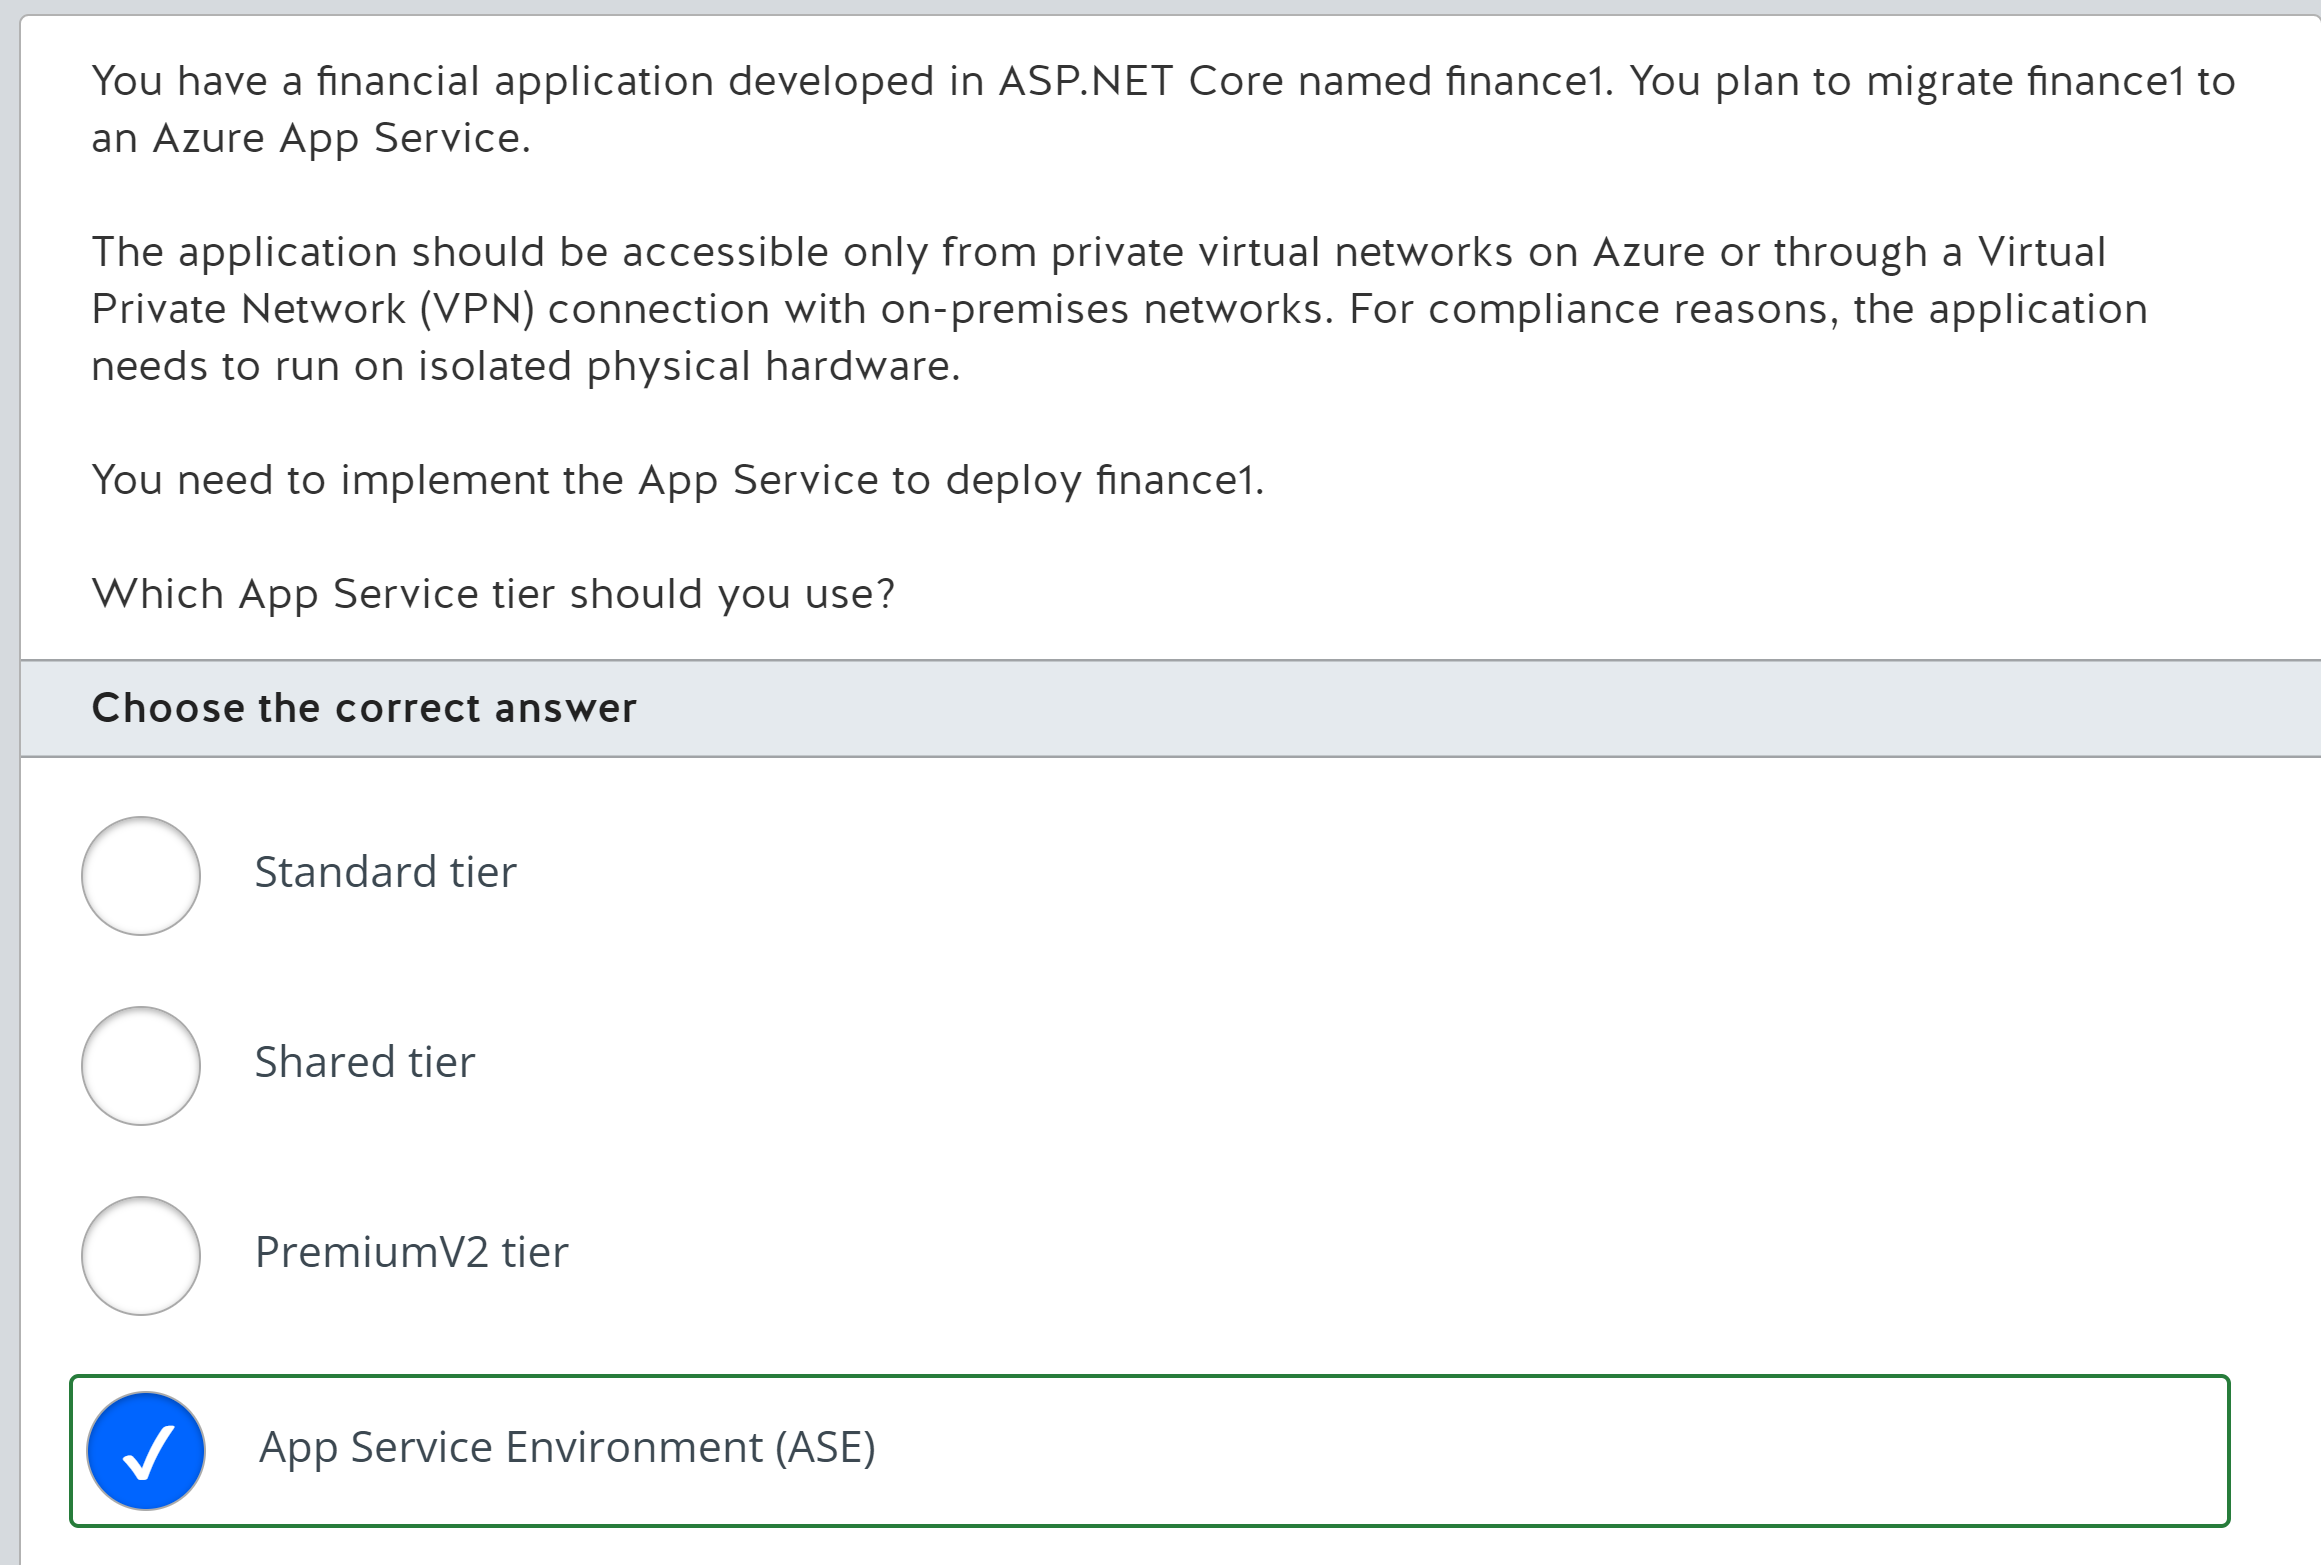 You have a financial application developed in ASP.NET Core named finance1. You plan to migrate finance1 to
an Azure App Service.
The application should be accessible only from private virtual networks on Azure or through a Virtual
Private Network (VPN) connection with on-premises networks. For compliance reasons, the application
needs to run on isolated physical hardware.
You need to implement the App Service to deploy finance1.
Which App Service tier should you use?
Choose the correct answer
Standard tier
Shared tier
PremiumV2 tier
App Service Environment (ASE)